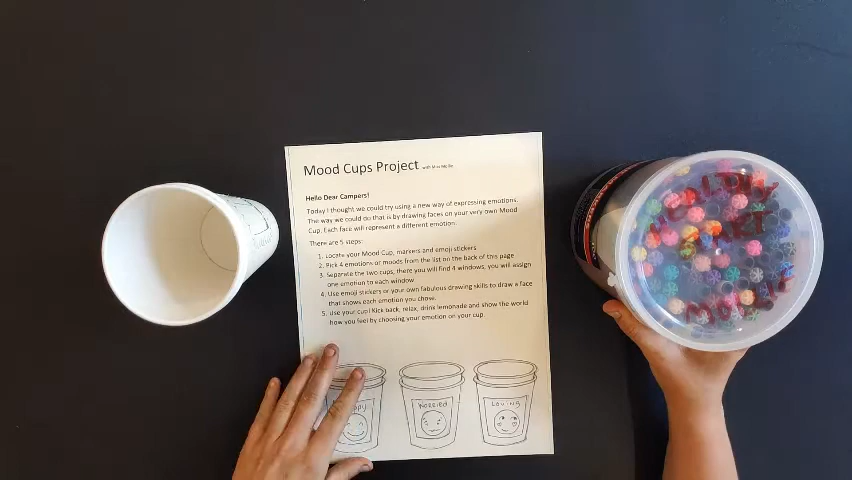 Mood Cups Project with Miss Mollie
Hello Dear Campers!
Today I thought we could try using a new way of expressing emotions.
The way we could do that is by drawing faces on your very own Mood
Cup. Each face will represent a different emotion.
There are 5 steps:
1. Locate your Mood Cup, markers and emoji stickers
2. Pick 4 emotions or moods from the list on the back of this page
3. Separate the two cups, there you will find 4 windows, you will assign
one emotion to each window.
4. Use emoji stickers or your own fabulous drawing skills to draw a face
that shows each emotion you chose.
5. Use your cup! Kick back, relax, drink lemonade and show the world
how you feel by choosing your emotion on your cup.
ppy
Worried
Loving
ART